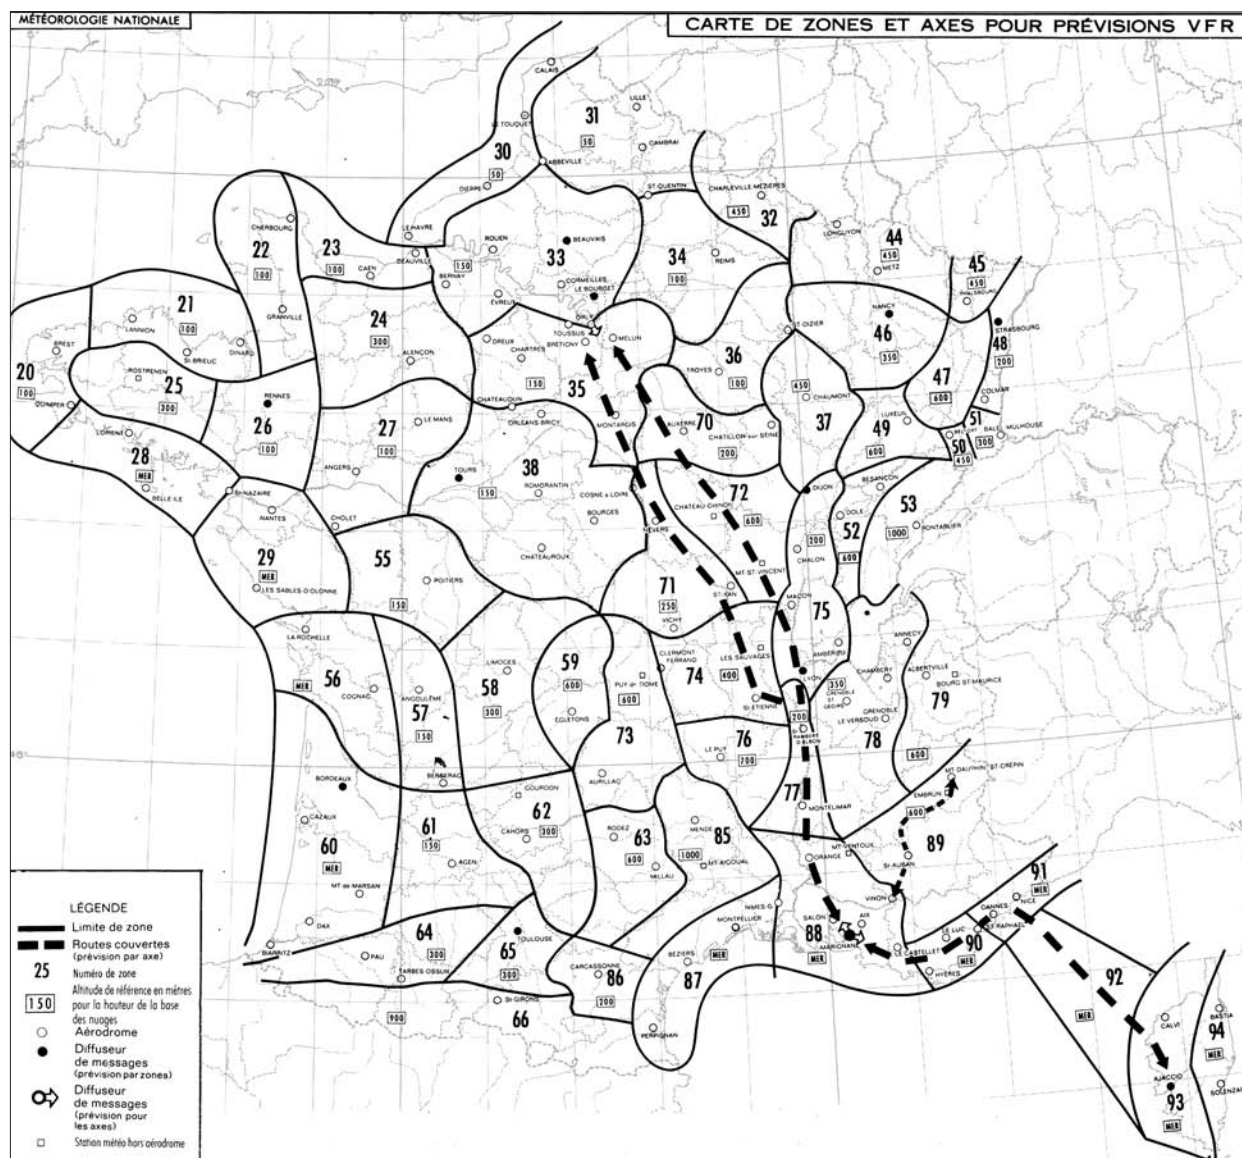 MÉTÉOROLOGIE NATIONALE
CARTE DE ZONES ET AXES POUR PRÉVISIONS VFR
CALAIS
LILLE
31
50
LE TOUQUET
CAMBRAI
30
50
ABBEVILLE
DIEPPE
ST-QUENTIN
CHARLEVILLE-MÉZIÈRES
450
32
CHERBOURG
22
100
23
100
LE HAVRE
DEAUVILLE
CAEN
ROUEN
150
33
BEAUVAIS
34
100
REIMS
LONGUYON
44
450
METZ
45
450
PHALSBOURG
BERNAY
EVREUX
CORMEILLES
LE BOURGET
ORLY
TOUSSUS
BRÉTIGNY
MELUN
21
100
LANNION
St-BRIEUC
DINARD
GRANVILLE
24
300
ALENÇON
DREUX
CHARTRES
150
35
ST-DIZIER
NANCY
46
350
STRASBOURG
48
200
20
100
BREST
ROSTRENEN
25
300
QUIMPER
RENNES
26
100
27
100
LE MANS
CHATEAUDUN
ORLÉANS BRICY
MONTARGIS
36
TROYES
100
450
CHAUMONT
37
47
600
COLMAR
LORIENT
28
MER
BELLE-ILE
ANGERS
TOURS
38
150
ROMORANTIN
70
AUXERRE
CHATILLON sur SEINE
200
LUXEUIL
49
600
51
300
50
450
BALE
MULHOUSE
St-NAZAIRE
NANTES
CHOLET
COSNE s LOIRE
BOURGES
NEVERS
72
CHATEAU-CHINON
600
DIJON
BESANÇON
DOLE
52
600
53
1000
PONTARLIER
200
CHALON
29
MER
LES SABLES D'OLONNE
55
150
POITIERS
CHATEAUROUX
71
250
VICHY
MT-ST-VINCENT
ST-YAN
MACON
75
AMBERIEU
LA ROCHELLE
56
MER
COGNAC
ANGOULÊME
57
150
LIMOGES
58
300
59
600
EGLETONS
PUY de DOME
600
CLERMONT FERRAND
LES SAUVAGES
74
400
St-ETIENNE
LYON
350
GRENOBLE ST GEOIRS
CHAMBÉRY
ANNECY
ALBERTVILLE
BOURG ST-MAURICE
79
600
GRENOBLE LE VERSOUD
78
200
St RAMBERT D'ALBON
73
AURILLAC
76
700
LE PUY
77
MONTÉLIMAR
BORDEAUX
BERGERAC
CAZAUX
60
MER
61
150
AGEN
GOURDON
62
300
CAHORS
RODEZ
63
600
MILLAU
MENDE
85
1000
MT-AIGOUAL
MT-DAUPHIN ST-CRÉPIN
EMBRUN
600
89
MT-VENTOUX
ORANGE
St-AUBAN
VINON
MT de MARSAN
DAX
BIARRITZ
PAU
64
300
TARBES OSSUN
65
300
TOULOUSE
St-GIRONS
66
900
CARCASSONNE
86
200
BÉZIERS
87
MER
PERPIGNAN
MONTPELLIER
NIMES-G.
SALON
88
MER
AIX
MARIGNANE
LE CASTELLET
LE LUC
HYÈRES
90
MER
ST-RAPHAEL
CANNES
NICE
91
MER
92
MER
CALVI
BASTIA
94
MER
SOLENZARA
AJACCIO
93
MER
LÉGENDE
Limite de zone
Routes couvertes
(prévision par axe)
25
Numéro de zone
150
Altitude de référence en mètres
pour la hauteur de la base
des nuages
Aérodrome
Diffuseur
de messages
(prévision par zones)
Diffuseur
de messages
(prévision pour
les axes)
Station météo hors aérodrome